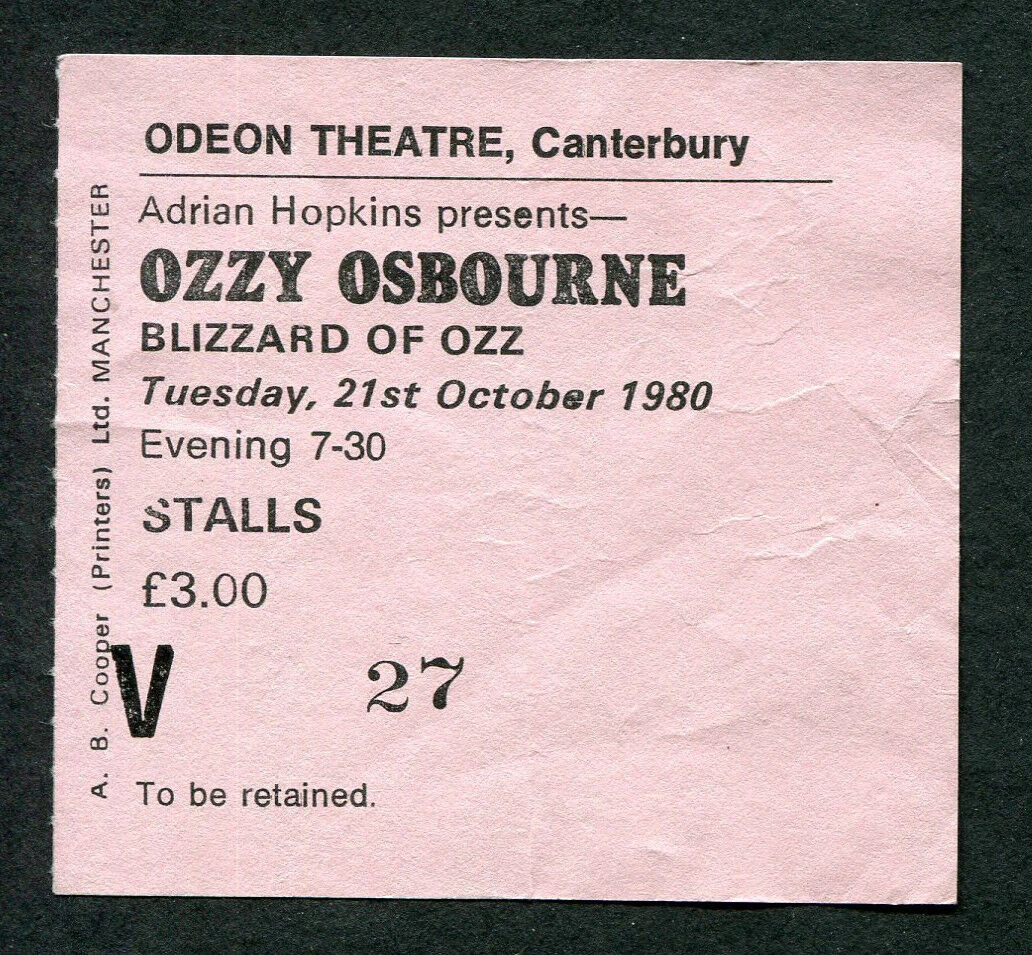 ODEON THEATRE, Canterbury
Adrian Hopkins presents—
OZZY OSBOURNE
BLIZZARD OF OZZ
Tuesday, 21st October 1980
Evening 7-30
STALLS
£3.00
V 27
To be retained.
A. B. Cooper (Printers) Ltd. MANCHESTER